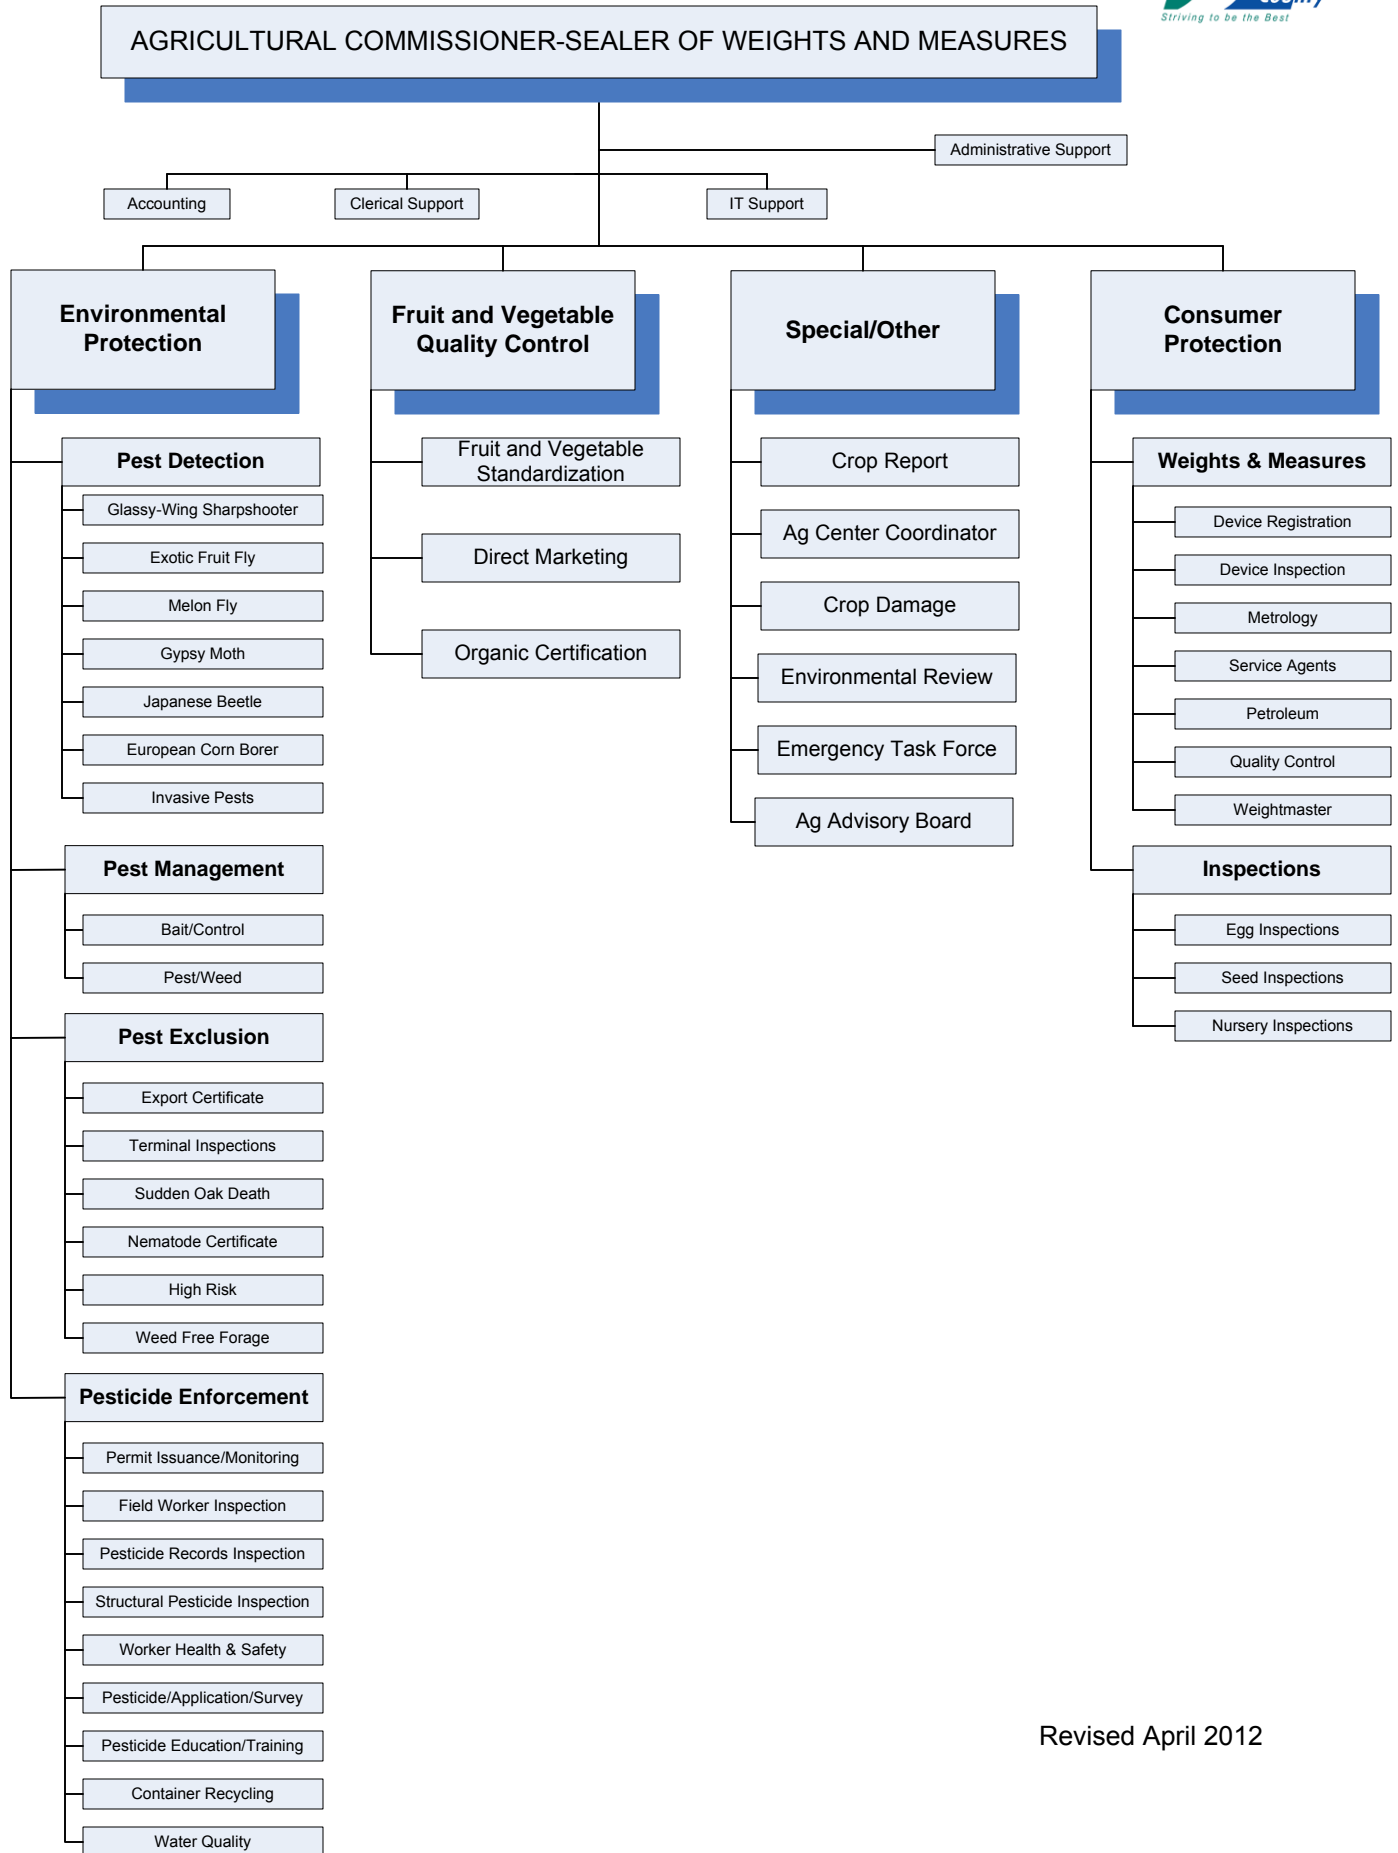 County
Striving to be the Best
AGRICULTURAL COMMISSIONER-SEALER OF WEIGHTS AND MEASURES
Administrative Support
Accounting
Clerical Support
IT Support
Environmental
Protection
Fruit and Vegetable
Quality Control
Special/Other
Consumer
Protection
Pest Detection
Glassy-Wing Sharpshooter
Exotic Fruit Fly
Melon Fly
Gypsy Moth
Japanese Beetle
European Corn Borer
Invasive Pests
Pest Management
Bait/Control
Pest/Weed
Pest Exclusion
Export Certificate
Terminal Inspections
Sudden Oak Death
Nematode Certificate
High Risk
Weed Free Forage
Pesticide Enforcement
Permit Issuance/Monitoring
Field Worker Inspection
Pesticide Records Inspection
Structural Pesticide Inspection
Worker Health & Safety
Pesticide/Application/Survey
Pesticide Education/Training
Container Recycling
Water Quality
Fruit and Vegetable
Standardization
Direct Marketing
Organic Certification
Crop Report
Ag Center Coordinator
Crop Damage
Environmental Review
Emergency Task Force
Ag Advisory Board
Weights & Measures
Device Registration
Device Inspection
Metrology
Service Agents
Petroleum
Quality Control
Weightmaster
Inspections
Egg Inspections
Seed Inspections
Nursery Inspections
Revised April 2012